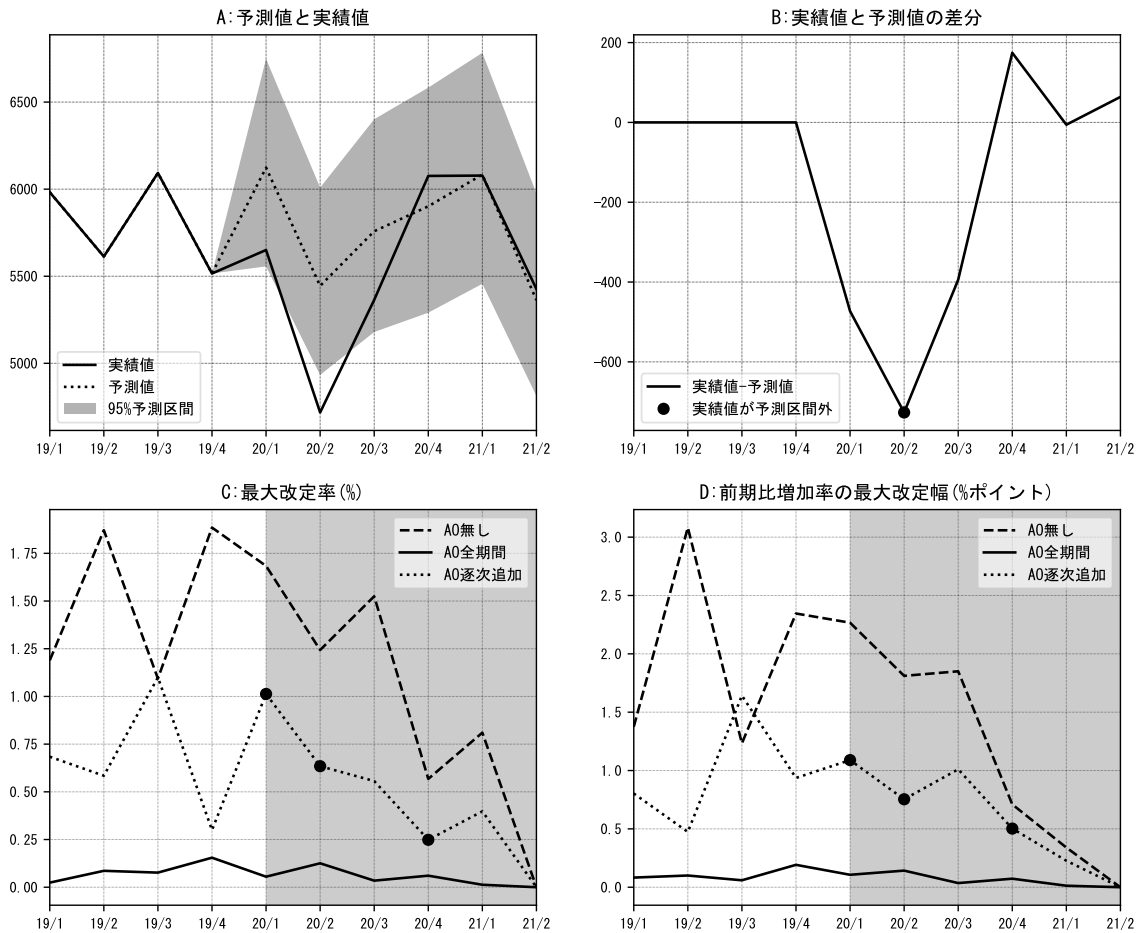 A:予測値と実績値
6500
6000
5500
5000
実績値
予測値
95%予測区間
19/1 19/2 19/3 19/4 20/1 20/2 20/3 20/4 21/1 21/2
B:実績値と予測値の差分
200
0
−200
−400
−600
実績値−予測値
実績値が予測区間外
19/1 19/2 19/3 19/4 20/1 20/2 20/3 20/4 21/1 21/2
C:最大改定率(%)
1.75
1.50
1.25
1.00
0.75
0.50
0.25
0.00
AO無し
AO全期間
AO逐次追加
19/1 19/2 19/3 19/4 20/1 20/2 20/3 20/4 21/1 21/2
D:前期比増加率の最大改定幅(%ポイント)
3.0
2.5
2.0
1.5
1.0
0.5
0.0
AO無し
AO全期間
AO逐次追加
19/1 19/2 19/3 19/4 20/1 20/2 20/3 20/4 21/1 21/2